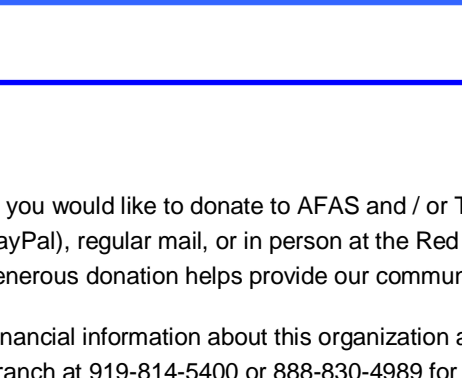 you would like to donate to AFAS and / or
ayPal), regular mail, or in person at the Red
enerous donation helps provide our commun
nancial information about this organization a
ranch at 919-814-5400 or 888-830-4989 for